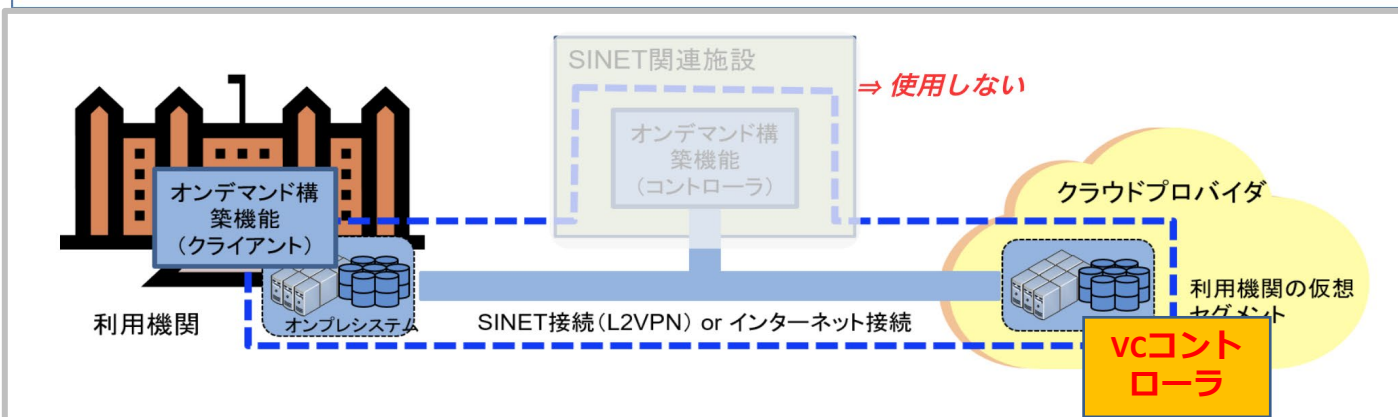 SINET関連施設
⇒ 使用しない
オンデマンド構
築機能
(コントローラ)
クラウドプロバイダ
オンデマンド構
築機能
(クライアント)
利用機関
オンプレシステム
SINET接続(L2VPN) or インターネット接続
利用機関の仮想
セグメント
VCコント
ローラ